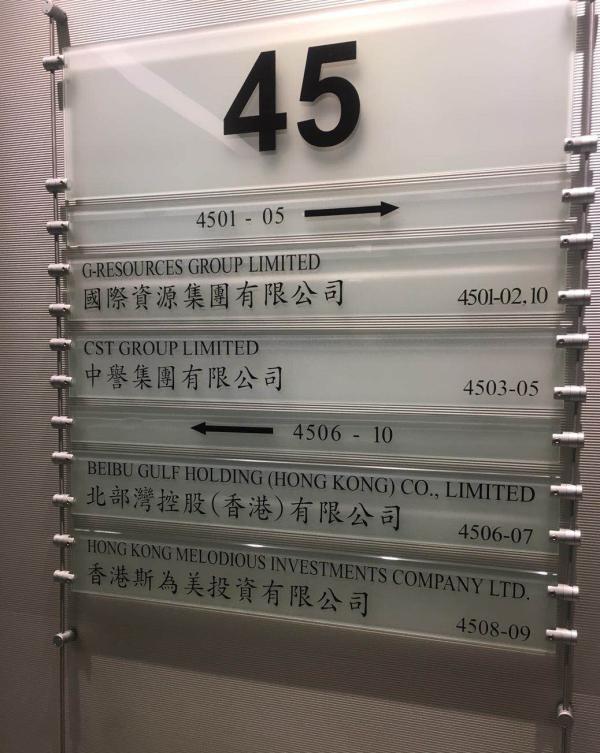 45
4501 - 05 →
G-RESOURCES GROUP LIMITED
國際資源集團有限公司 4501-02,10
CST GROUP LIMITED
中譽集團有限公司 4503-05
← 4506 - 10
BEIBU GULF HOLDING (HONG KONG) CO., LIMITED
北部灣控股(香港)有限公司 4506-07
HONG KONG MELODIOUS INVESTMENTS COMPANY LTD.
香港斯為美投資有限公司 4508-09